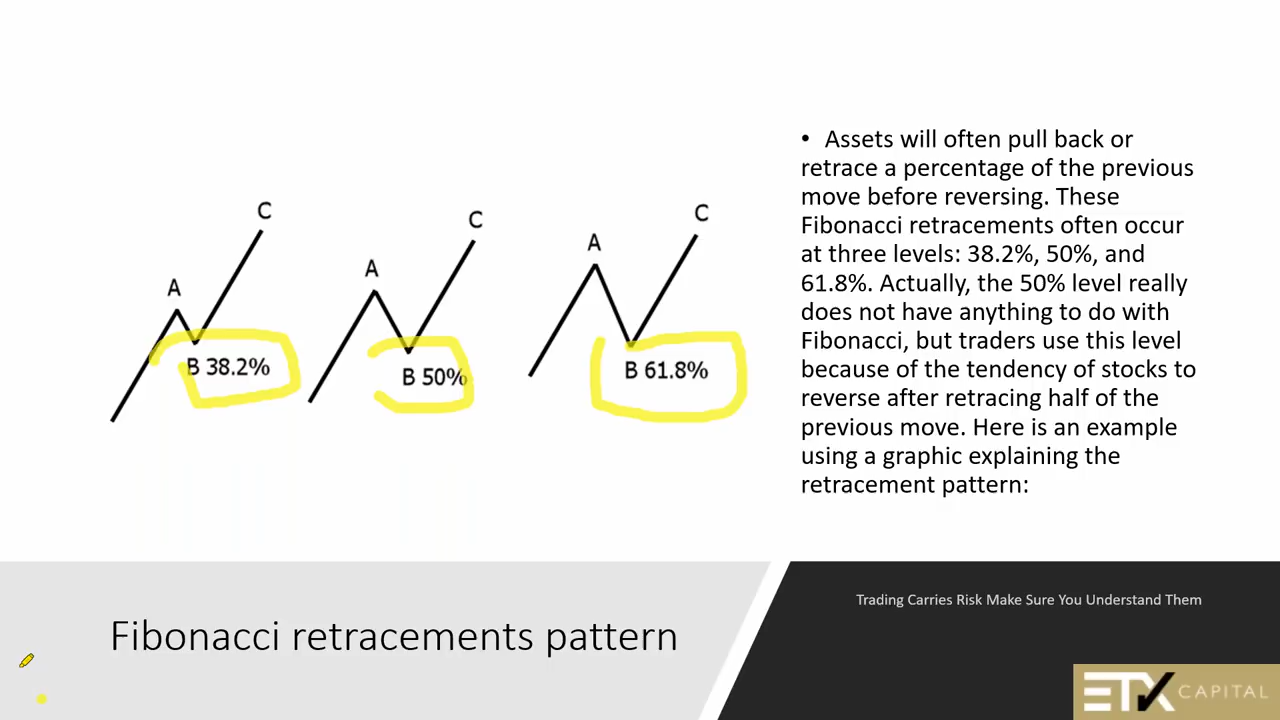 C
A
B 38.2%
C
A
B 50%
C
A
B 61.8%
• Assets will often pull back or
retrace a percentage of the previous
move before reversing. These
Fibonacci retracements often occur
at three levels: 38.2%, 50%, and
61.8%. Actually, the 50% level really
does not have anything to do with
Fibonacci, but traders use this level
because of the tendency of stocks to
reverse after retracing half of the
previous move. Here is an example
using a graphic explaining the
retracement pattern:
Fibonacci retracements pattern
Trading Carries Risk Make Sure You Understand Them
ETX CAPITAL